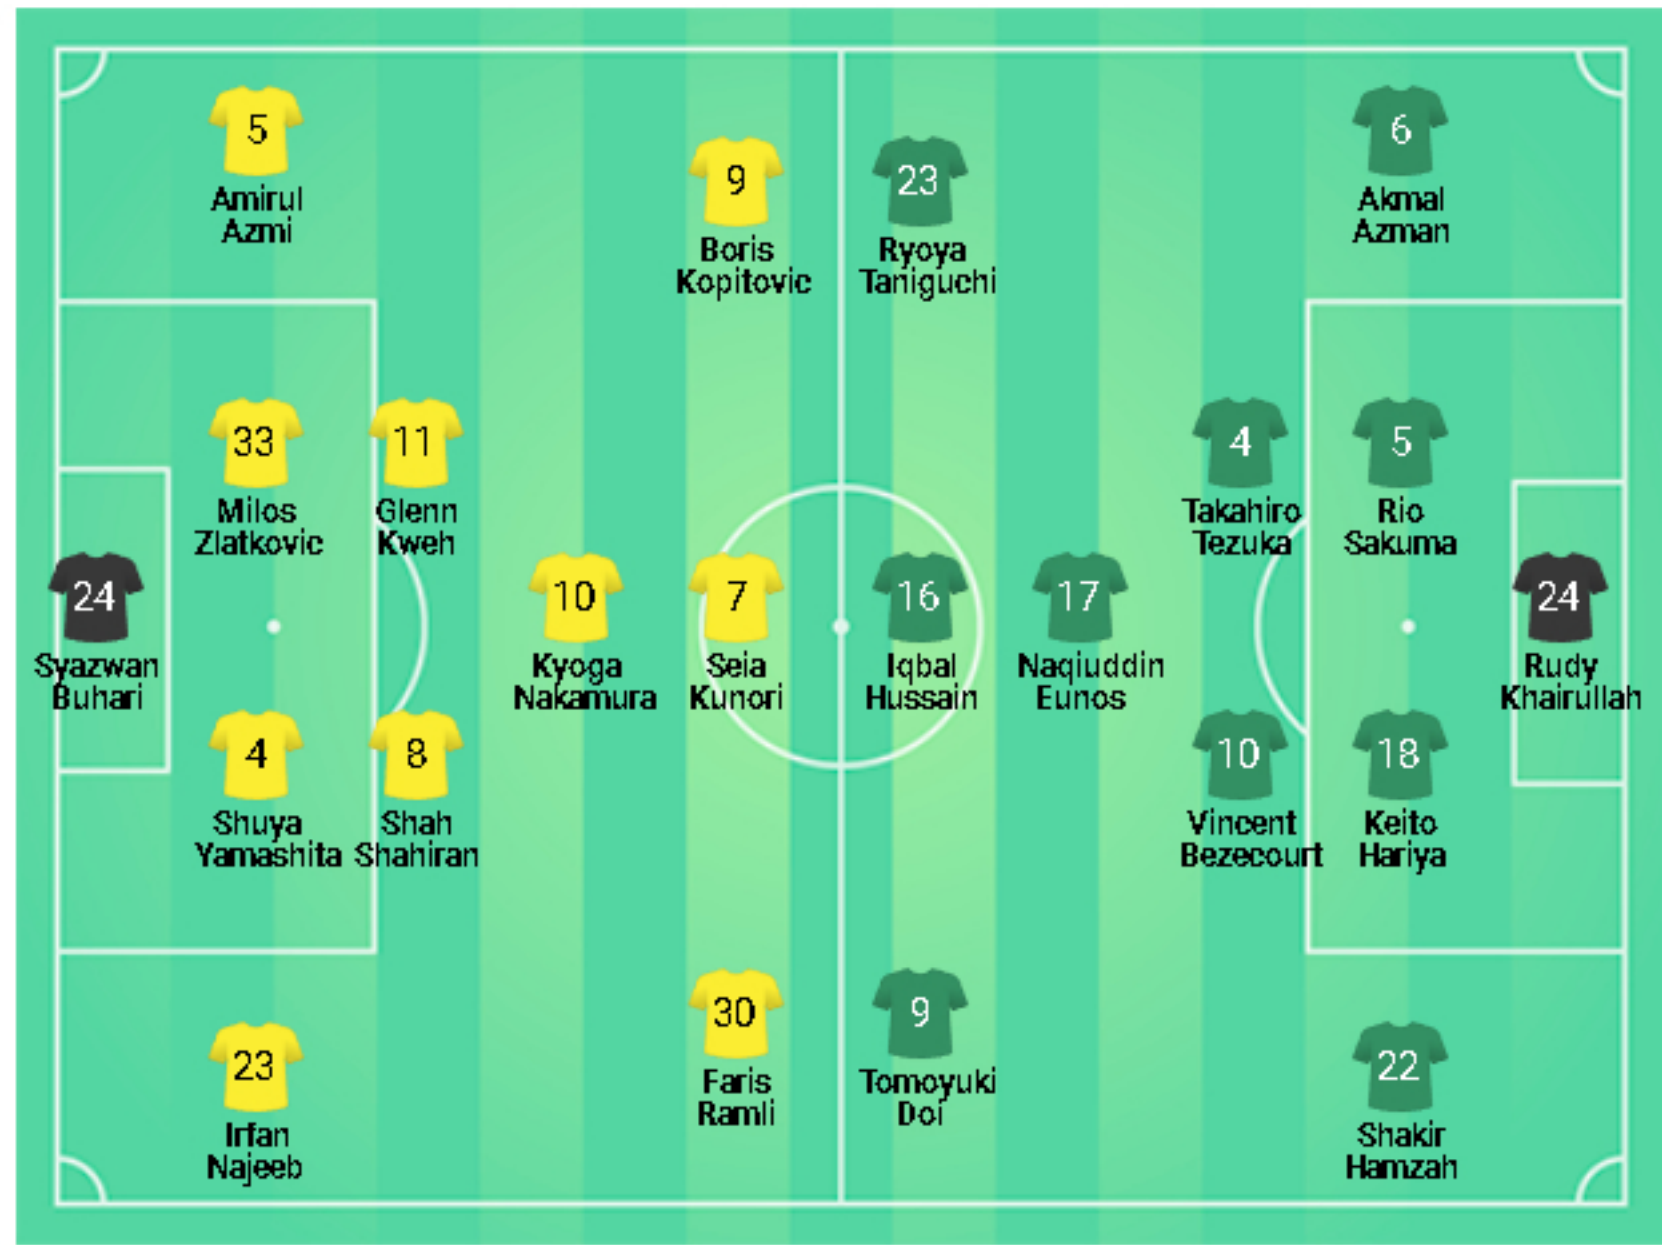 5
Amirul
Azmi
9
Boris
Kopitovic
23
Ryoya
Taniguchi
6
Akmal
Azman
33
Milos
Zlatkovic
11
Glenn
Kweh
4
Takahiro
Tezuka
5
Rio
Sakuma
24
Syazwan
Buhari
10
Kyoga
Nakamura
7
Seia
Kunori
16
Iqbal
Hussain
17
Naqiuddin
Eunos
24
Rudy
Khairullah
4
Shuya
Yamashita
8
Shah
Shahiran
10
Vincent
Bezecourt
18
Keito
Hariya
30
Faris
Ramli
9
Tomoyuki
Doi
23
Irfan
Najeeb
22
Shakir
Hamzah